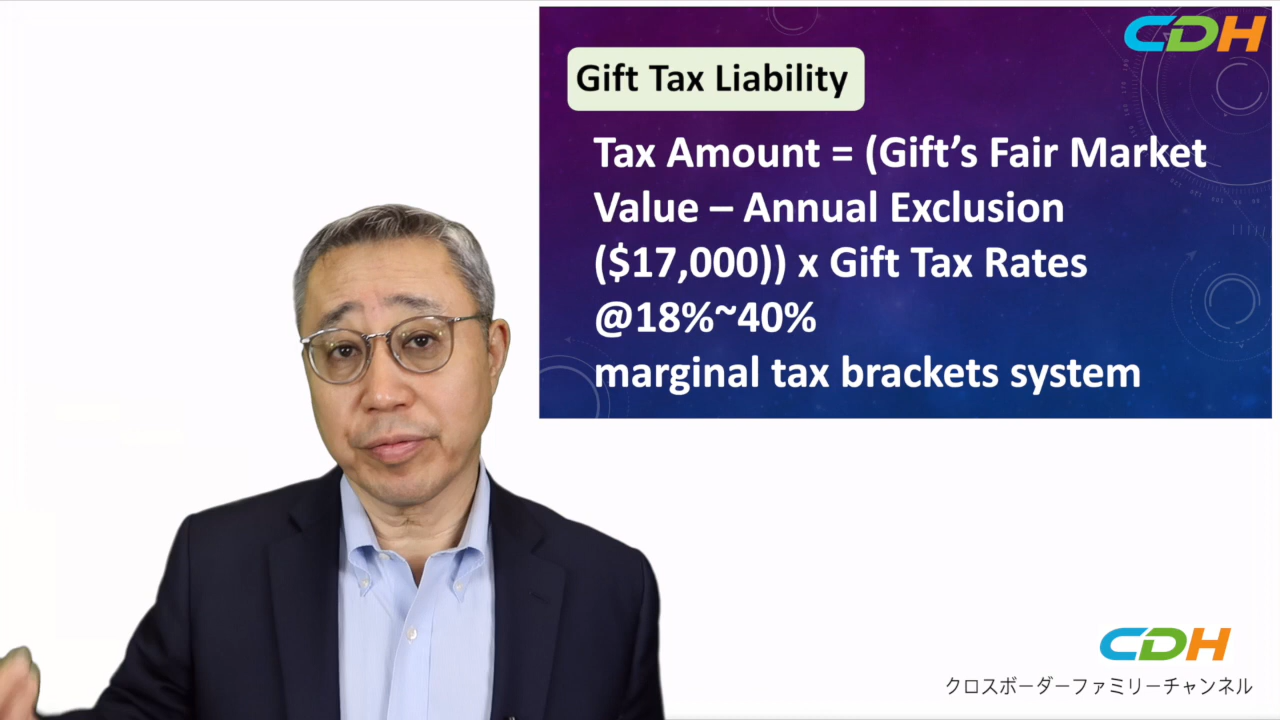 CDH
Gift Tax Liability
Tax Amount = (Gift’s Fair Market
Value – Annual Exclusion
($17,000)) x Gift Tax Rates
@18%~40%
marginal tax brackets system
CDH
クロスボーダーファミリーチャンネル